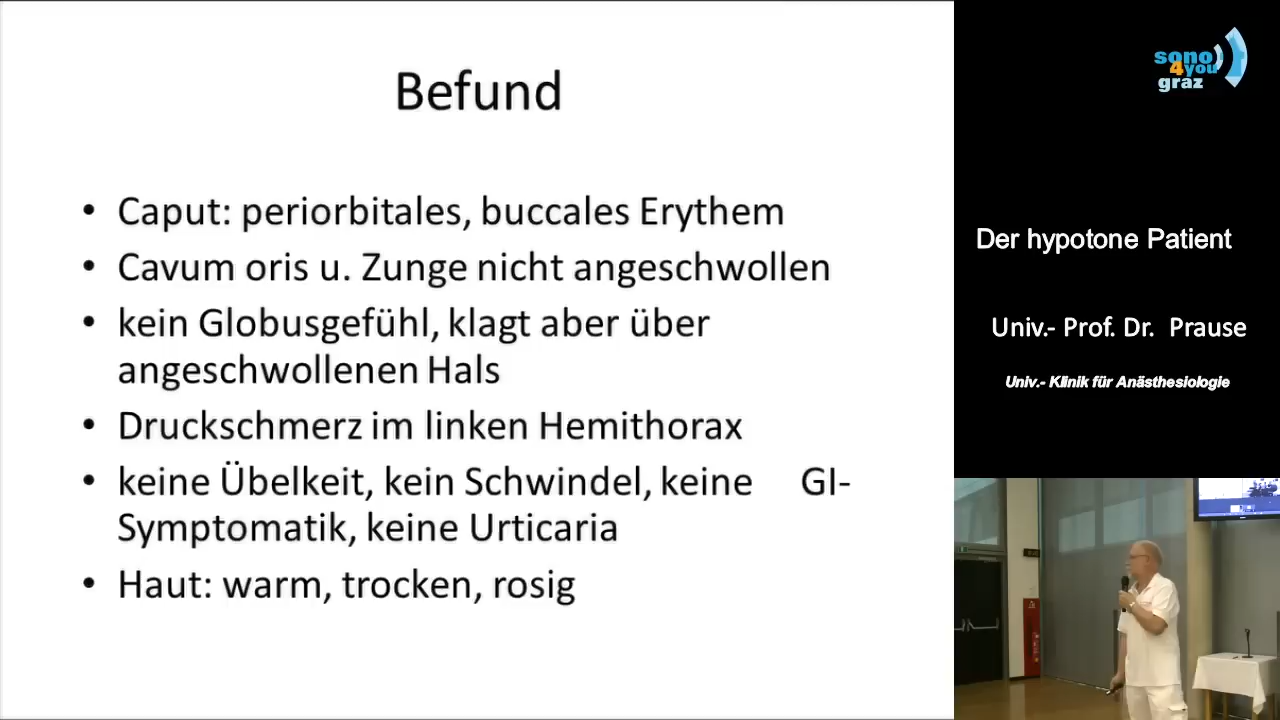 Befund
• Caput: periorbitales, buccales Erythem
• Cavum oris u. Zunge nicht angeschwollen
• kein Globusgefühl, klagt aber über
angeschwollenen Hals
• Druckschmerz im linken Hemithorax
• keine Übelkeit, kein Schwindel, keine GI-
Symptomatik, keine Urticaria
• Haut: warm, trocken, rosig
sono
4you
graz
Der hypotone Patient
Univ.- Prof. Dr. Prause
Univ.- Klinik für Anästhesiologie